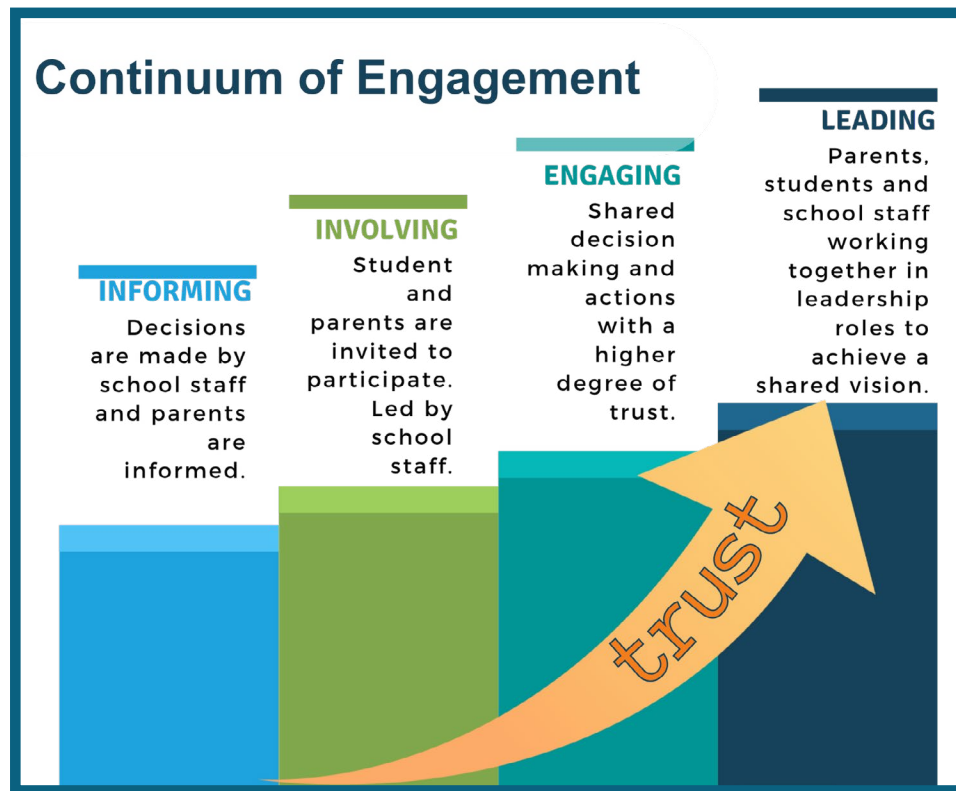 Continuum of Engagement
INFORMING
Decisions
are made by
school staff
and parents
are
informed.
INVOLVING
Student
and
parents are
invited to
participate.
Led by
school
staff.
ENGAGING
Shared
decision
making and
actions
with a
higher
degree of
trust.
LEADING
Parents,
students and
school staff
working
together in
leadership
roles to
achieve a
shared vision.
trust